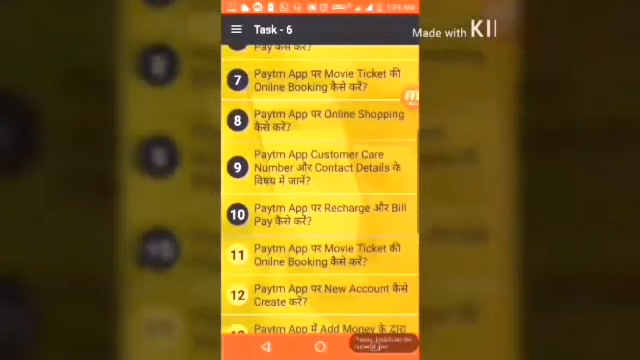 1:34 AM
Task - 6
Made with KI
Pay कैसे करें?
7
Paytm App पर Movie Ticket की
Onilne Booking कैसे करें?
8
Paytm App पर Online Shopping
कैसे करें?
9
Paytm App Customer Care
Number और Contact Details के
विषय में जानें?
10
Paytm App पर Recharge और Bill
Pay कैसे करें?
11
Paytm App पर Movie Ticket की
Onilne Booking कैसे करें?
12
Paytm App पर New Account कैसे
Create करें?
Paytm App में Add Money के द्वारा